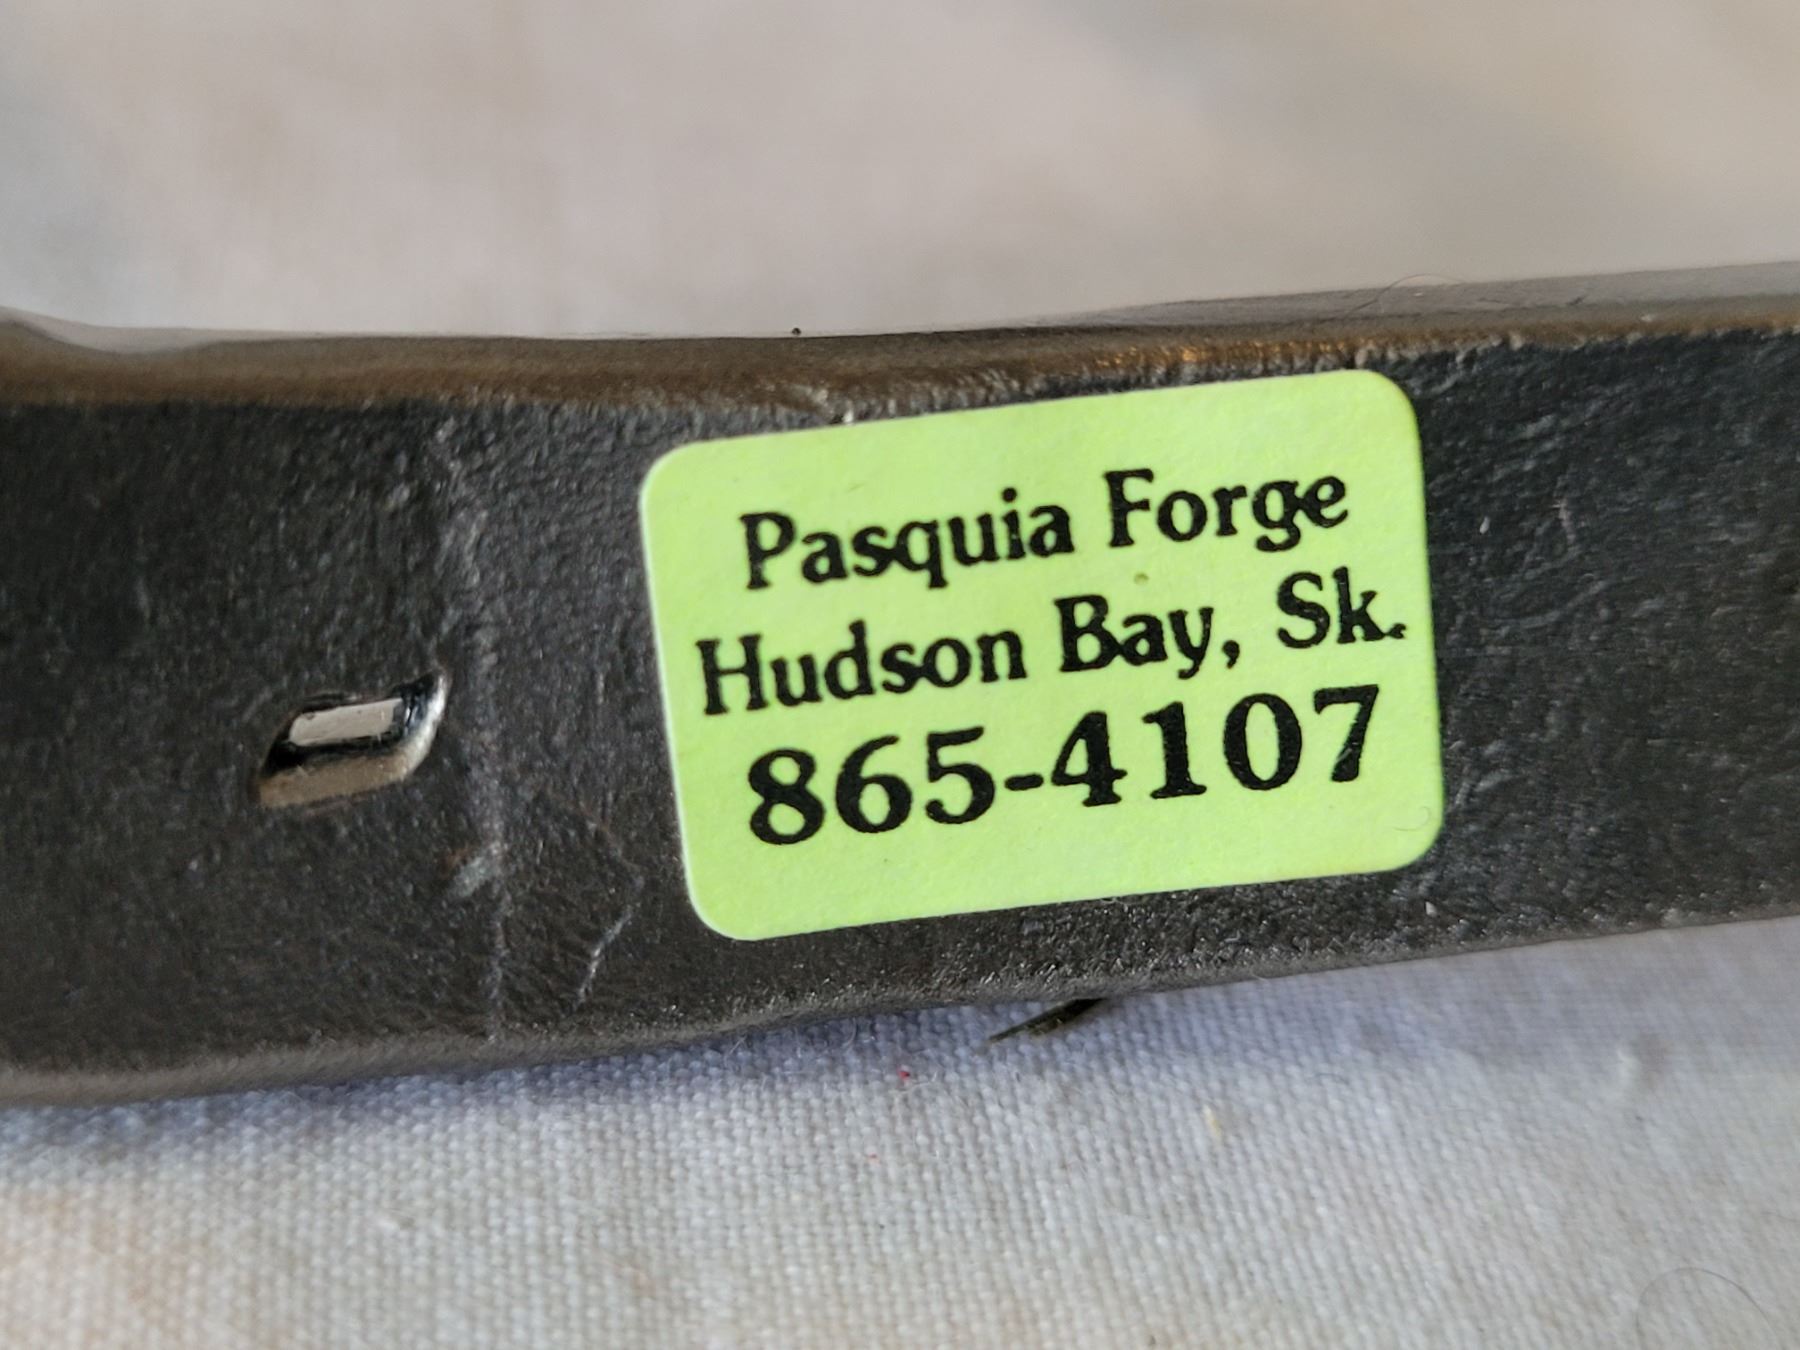 Pasquia Forge
Hudson Bay, Sk.
865-4107